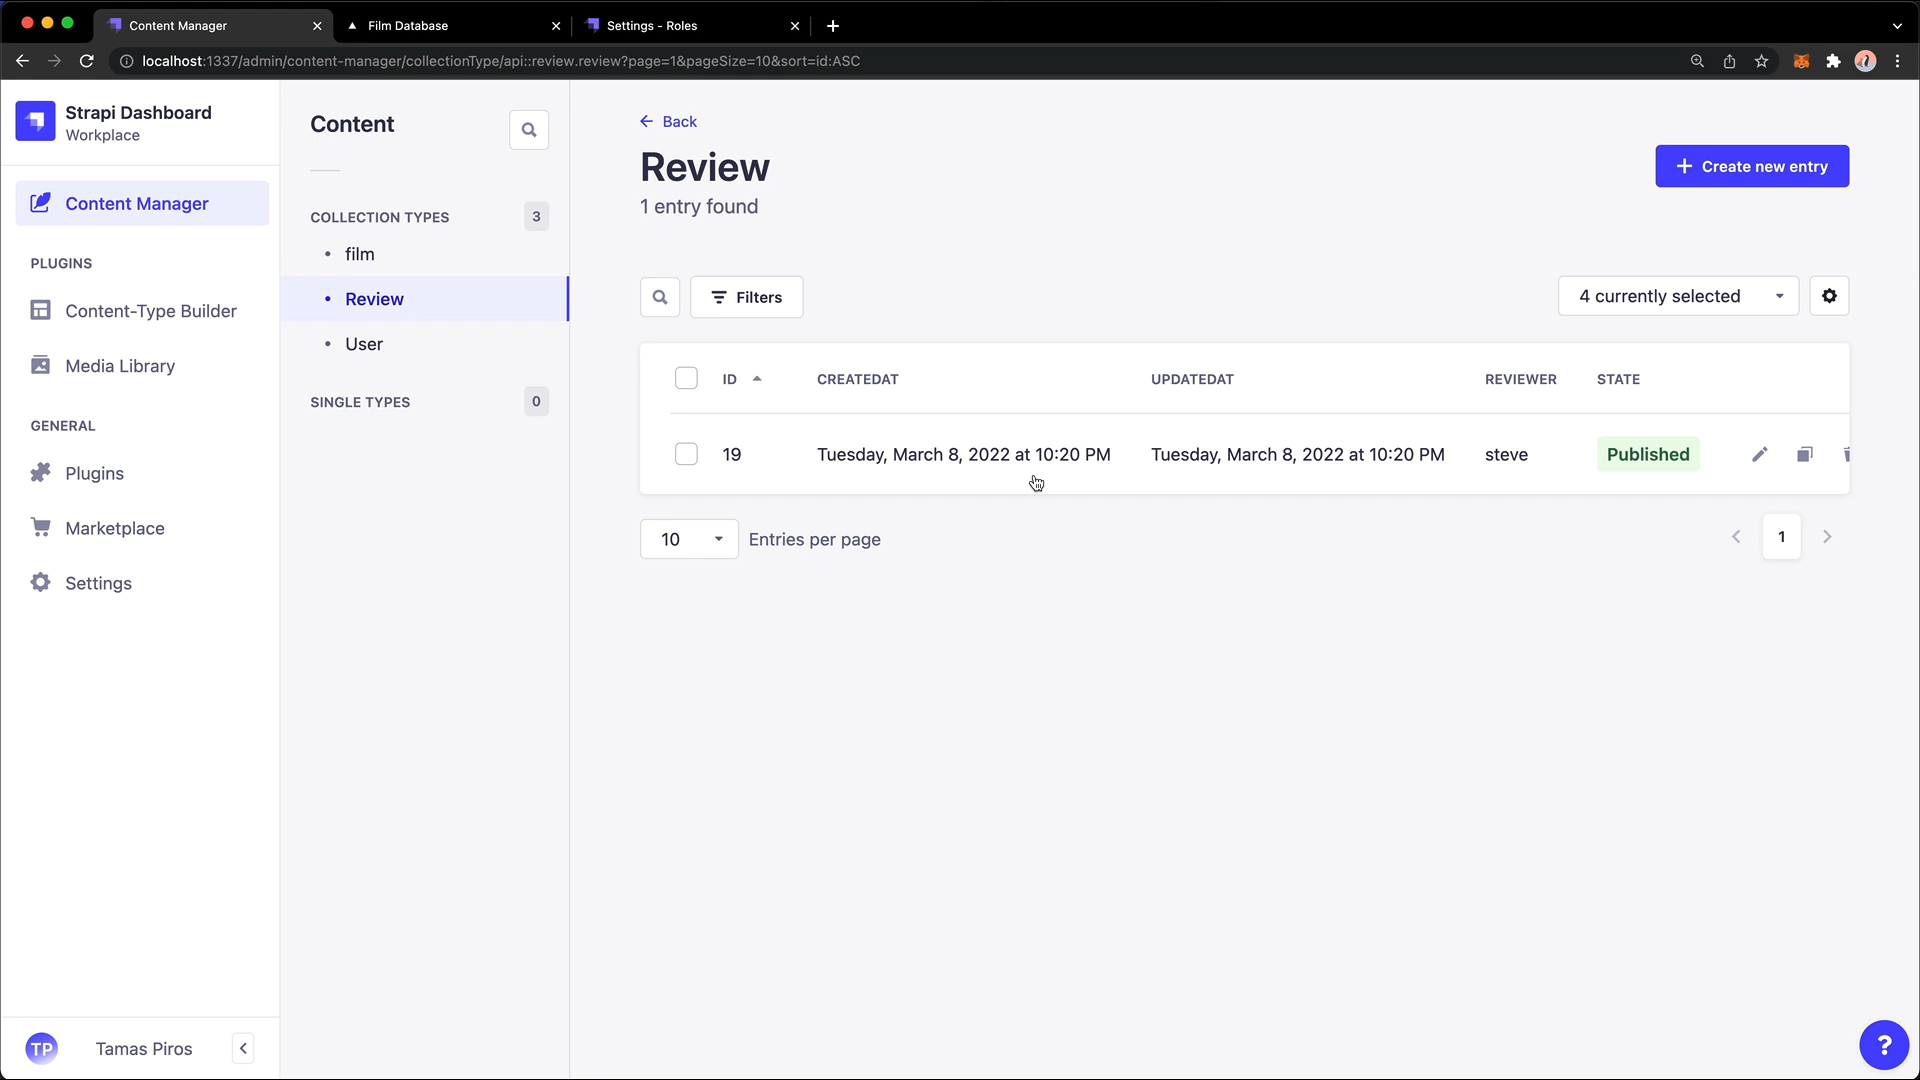 Content Manager
Film Database
Settings - Roles
localhost:1337/admin/content-manager/collectionType/api::review.review?page=1&pageSize=10&sort=id:ASC
Strapi Dashboard
Workplace
Content Manager
PLUGINS
Content-Type Builder
Media Library
GENERAL
Plugins
Marketplace
Settings
TP Tamas Piros
Content
COLLECTION TYPES 3
• film
• Review
• User
SINGLE TYPES 0
Back
Review
1 entry found
Create new entry
Filters
4 currently selected
ID CREATEDAT UPDATEDAT REVIEWER STATE
19 Tuesday, March 8, 2022 at 10:20 PM Tuesday, March 8, 2022 at 10:20 PM steve Published
10 Entries per page
1
?